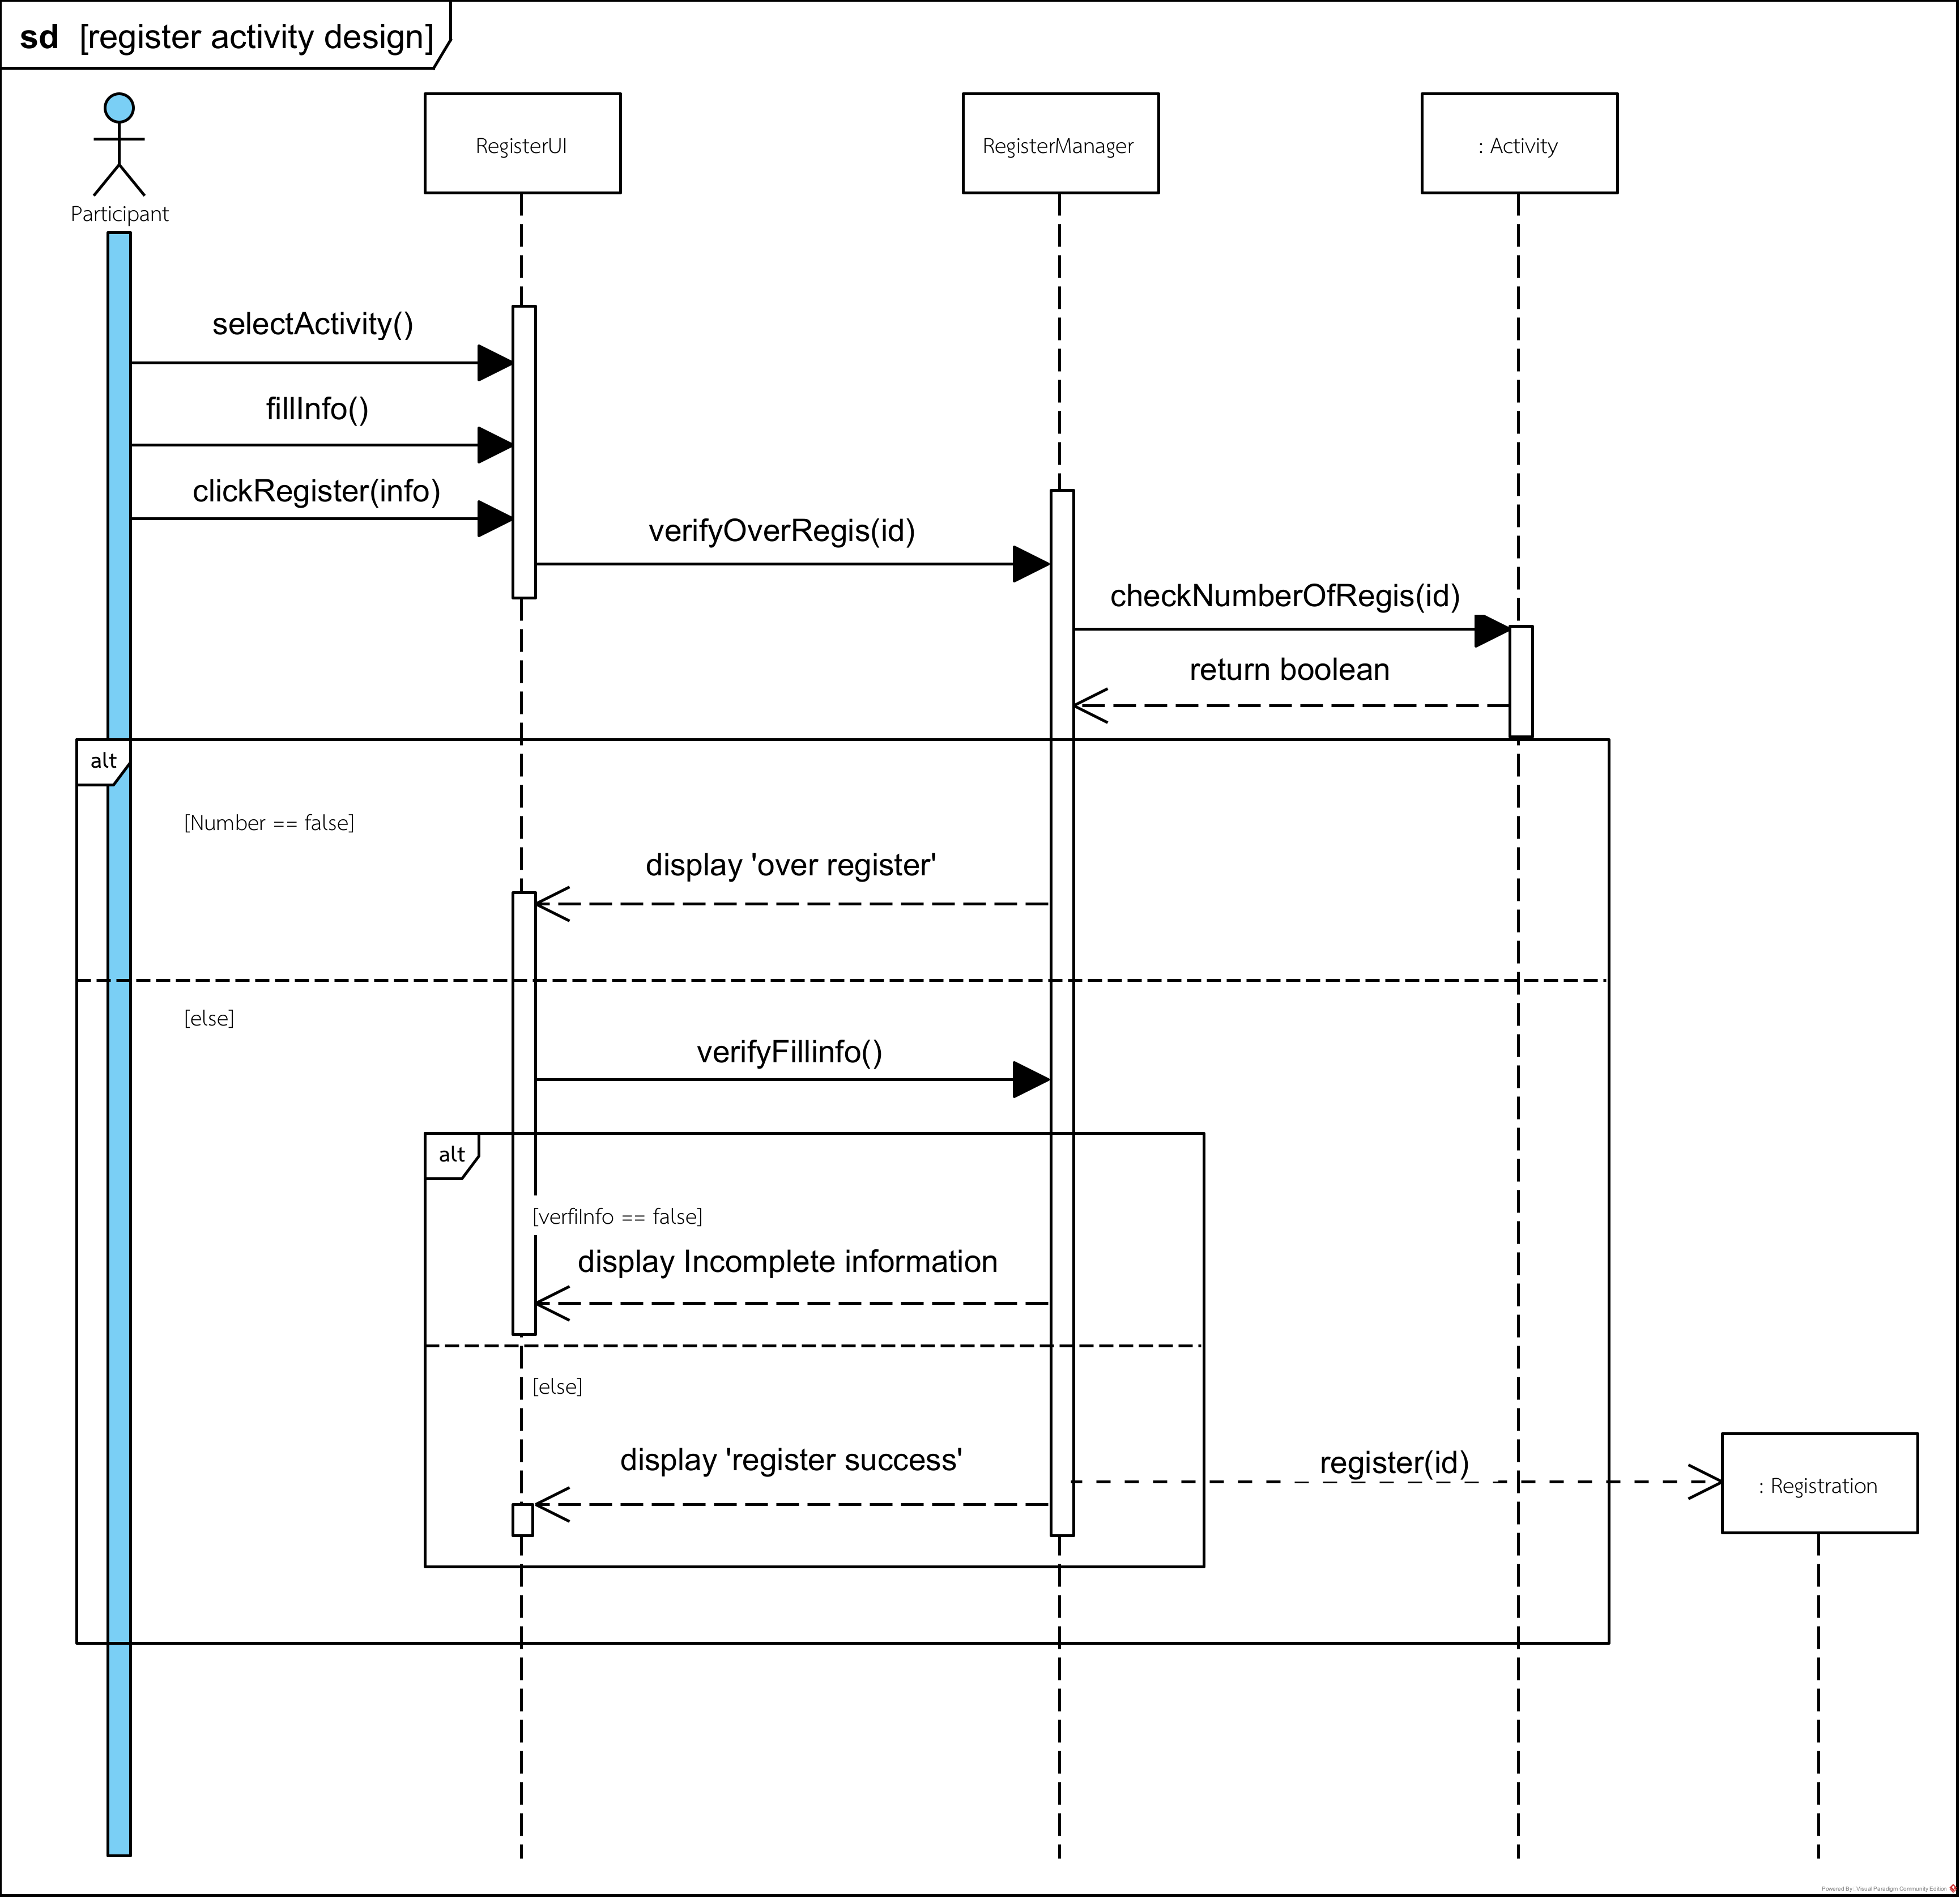 sd [register activity design]
Participant
RegisterUI
RegisterManager
: Activity
selectActivity()
fillInfo()
clickRegister(info)
verifyOverRegis(id)
checkNumberOfRegis(id)
return boolean
alt
[Number == false]
display 'over register'
[else]
verifyFillinfo()
alt
[verfiInfo == false]
display Incomplete information
[else]
display 'register success'
register(id)
: Registration
Powered By: Visual Paradigm Community Edition